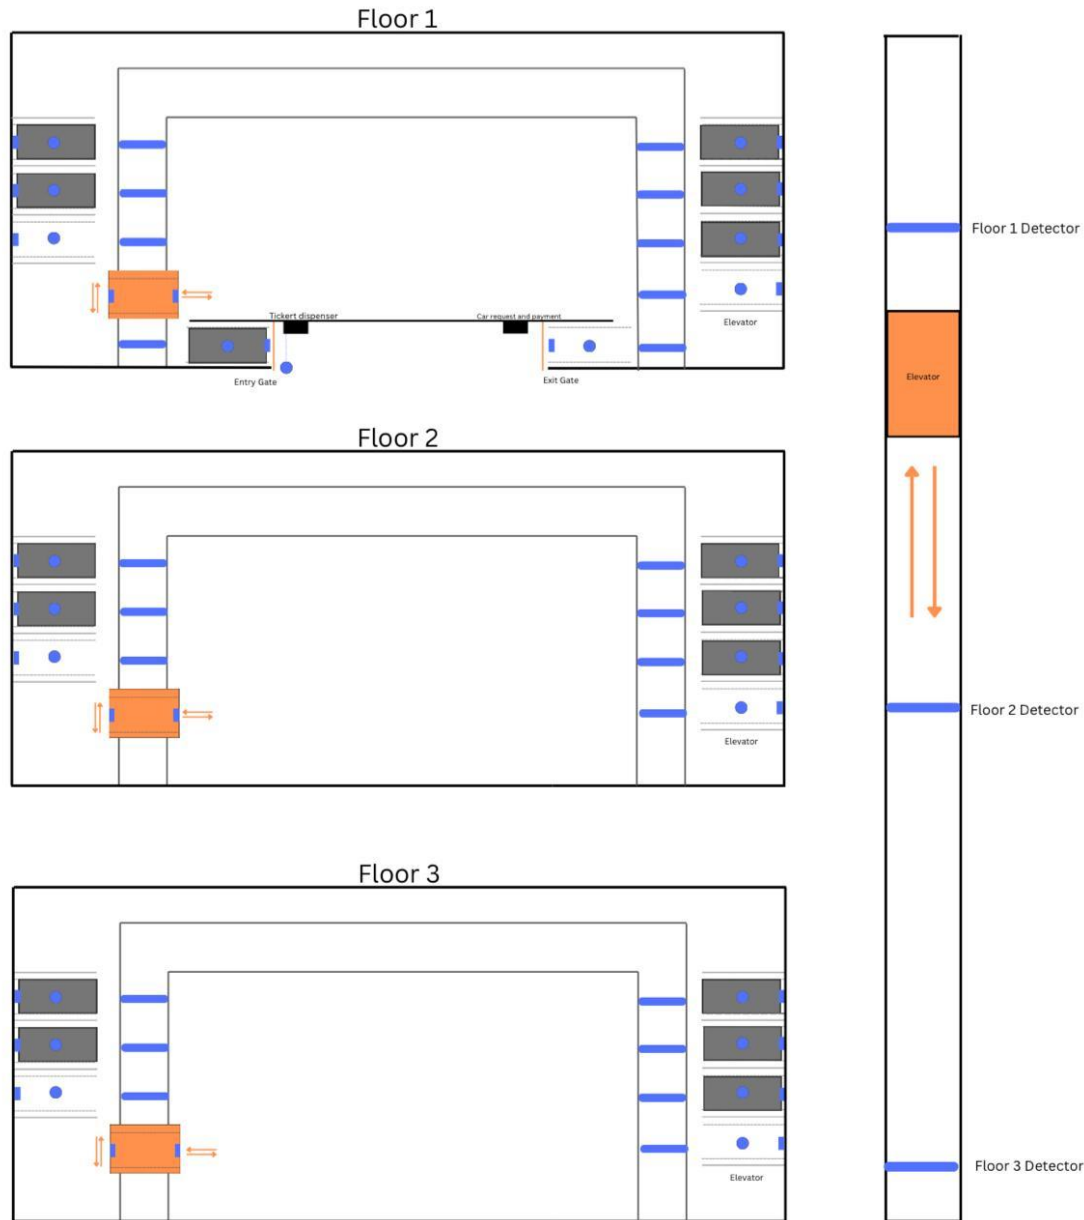 Floor 1
Tickert dispenser
Car request and payment
Elevator
Entry Gate
Exit Gate
Floor 2
Elevator
Floor 3
Elevator
Floor 1 Detector
Elevator
Floor 2 Detector
Floor 3 Detector